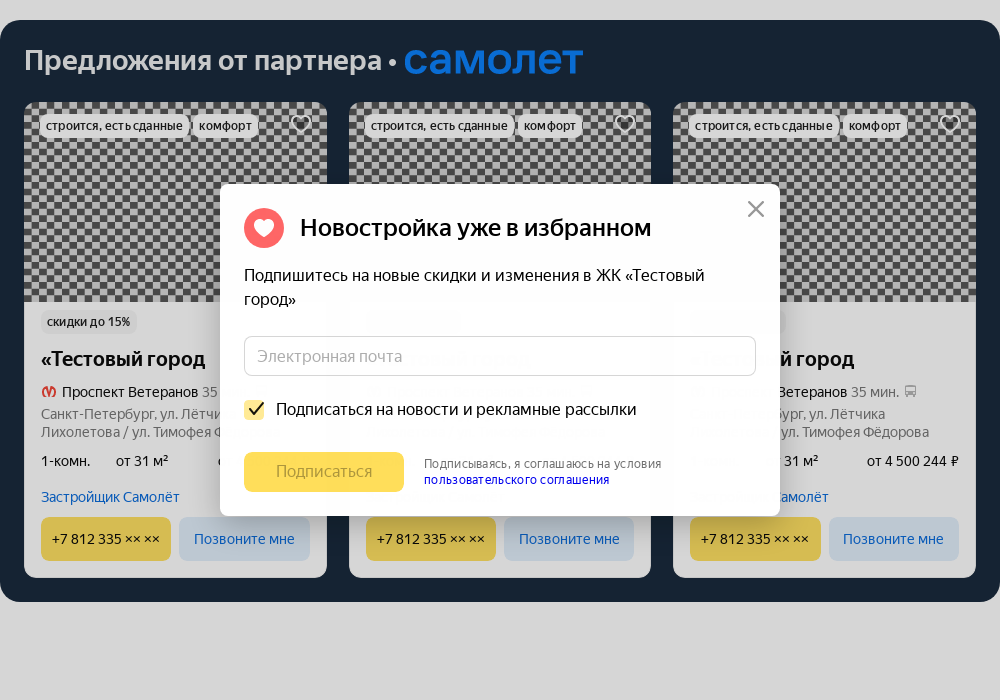 Предложения от партнера • самолет
строится, есть сданные комфорт
строится, есть сданные комфорт
строится, есть сданные комфорт
Новостройка уже в избранном
Подпишитесь на новые скидки и изменения в ЖК «Тестовый
город»
Электронная почта
Подписаться на новости и рекламные рассылки
Подписаться
Подписываясь, я соглашаюсь на условия
пользовательского соглашения
скидки до 15%
«Тестовый город
Проспект Ветеранов 35
Санкт-Петербург, ул. Лётчи
Лихолетова / ул. Тимофея
1-комн. от 31 м²
Застройщик Самолёт
+7 812 335 ×× ×× Позвоните мне
+7 812 335 ×× ×× Позвоните мне
й город
Ветеранов 35 мин.
бург, ул. Лётчика
ул. Тимофея Фёдорова
31 м² от 4 500 244 ₽
Самолёт
+7 812 335 ×× ×× Позвоните мне